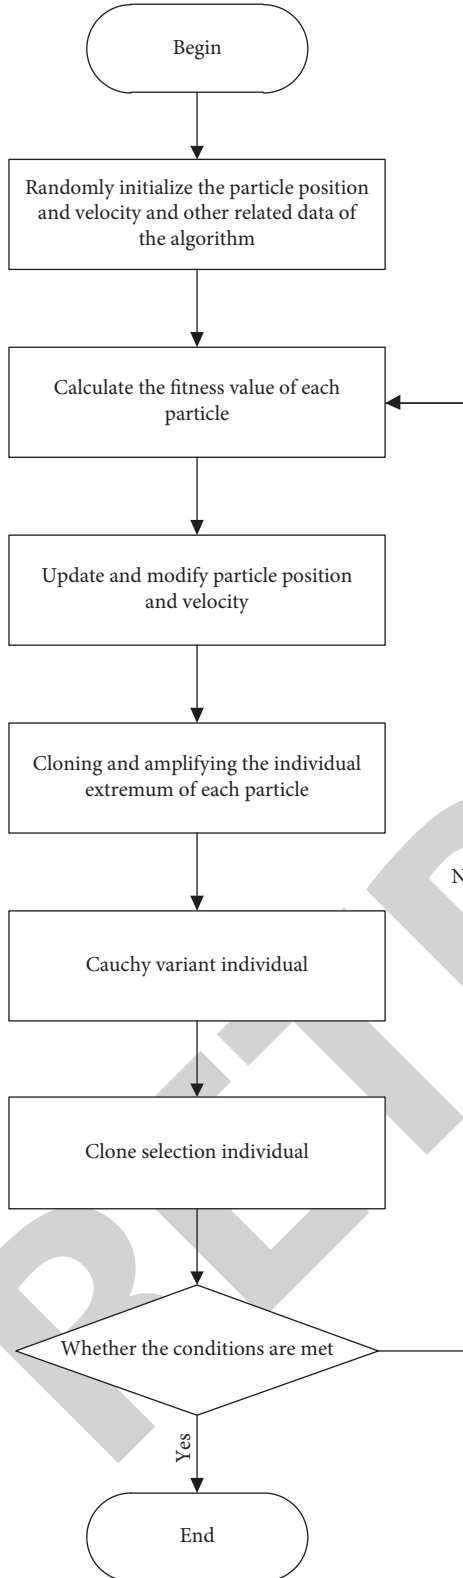 Begin
Randomly initialize the particle position
and velocity and other related data of
the algorithm
Calculate the fitness value of each
particle
Update and modify particle position
and velocity
Cloning and amplifying the individual
extremum of each particle
N
Cauchy variant individual
Clone selection individual
Whether the conditions are met
Yes
End